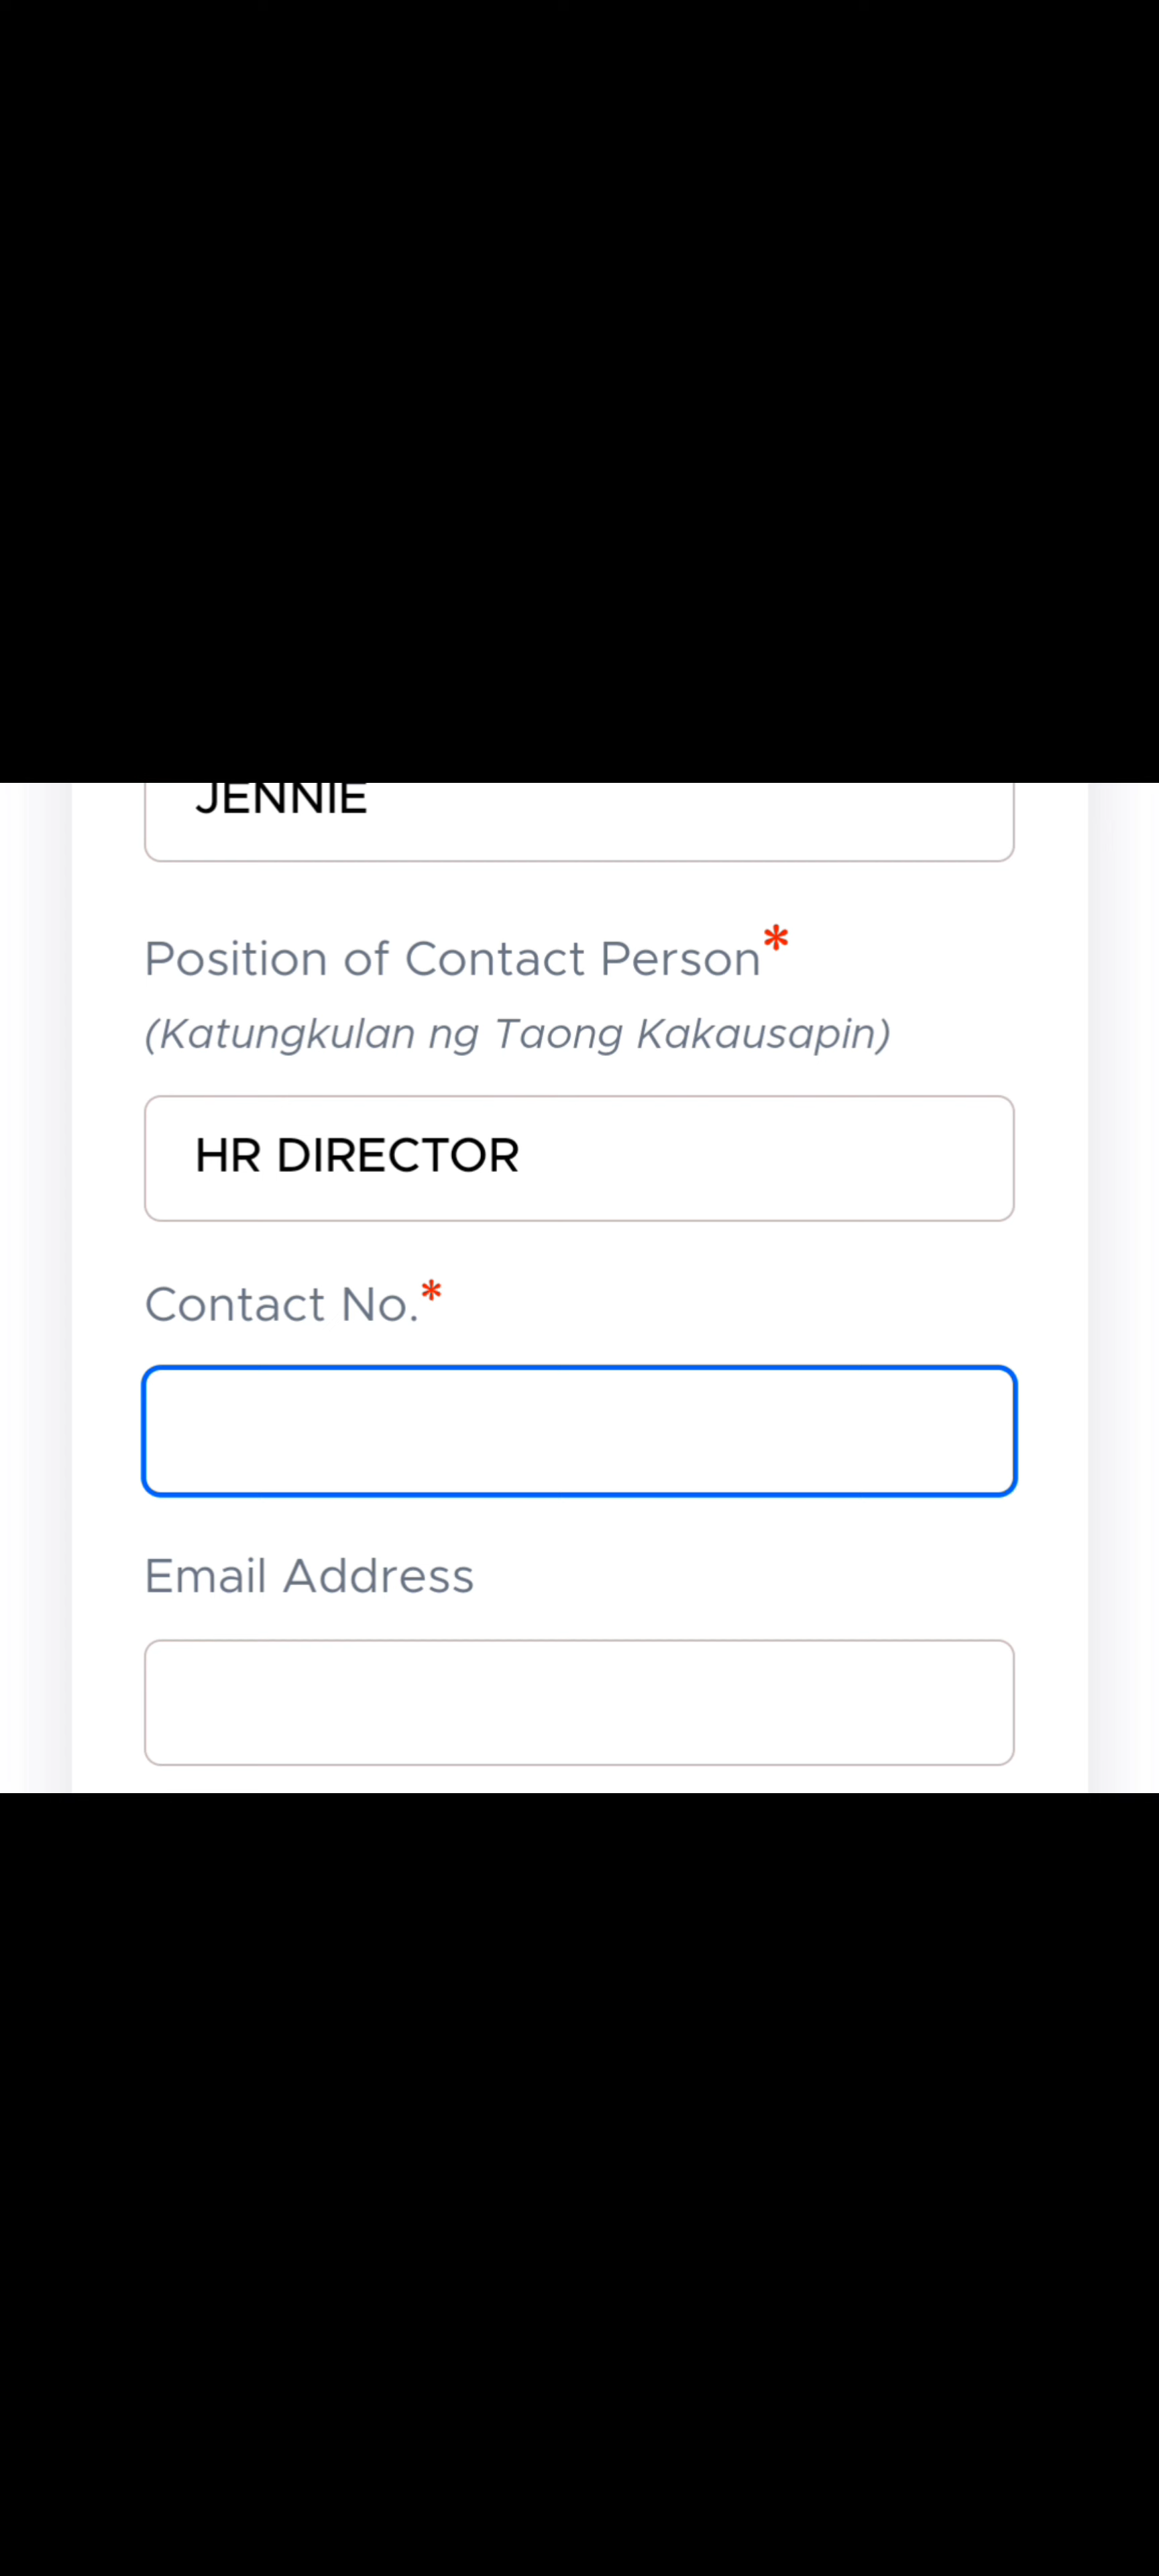 JENNIE
Position of Contact Person*
(Katungkulan ng Taong Kakausapin)
HR DIRECTOR
Contact No.*
Email Address